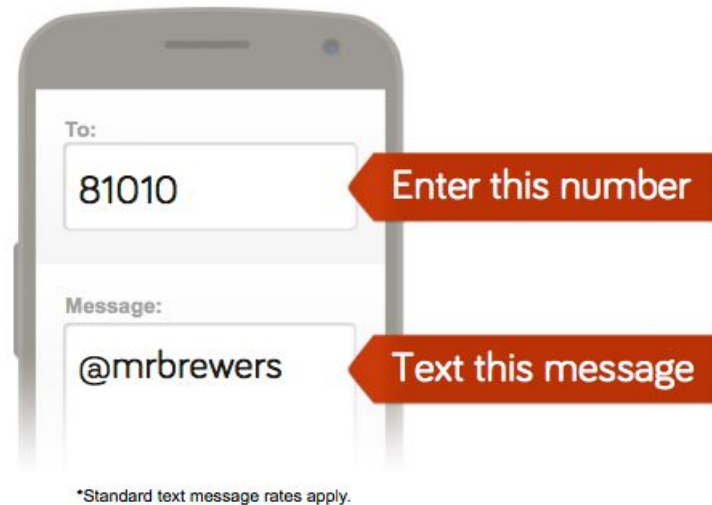 To:
81010
Enter this number
Message:
@mrbrewers
Text this message
*Standard text message rates apply.